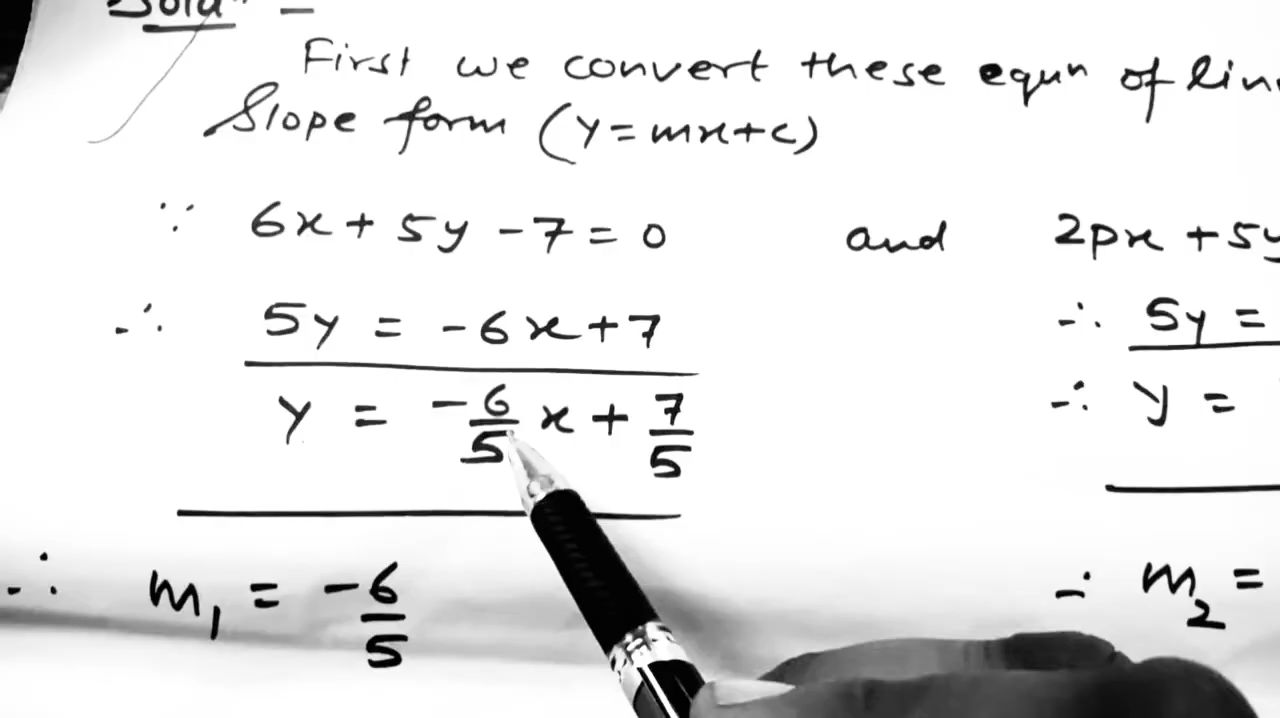 Soluⁿ -
First we convert these equⁿ of lin
Slope form (y=mx+c)
∵ 6x + 5y - 7 = 0 and 2px + 5y
∴ 5y = -6x + 7 ∴ 5y =
y = -6/5 x + 7/5 ∴ y =
∴ m₁ = -6/5 ∴ m₂ =